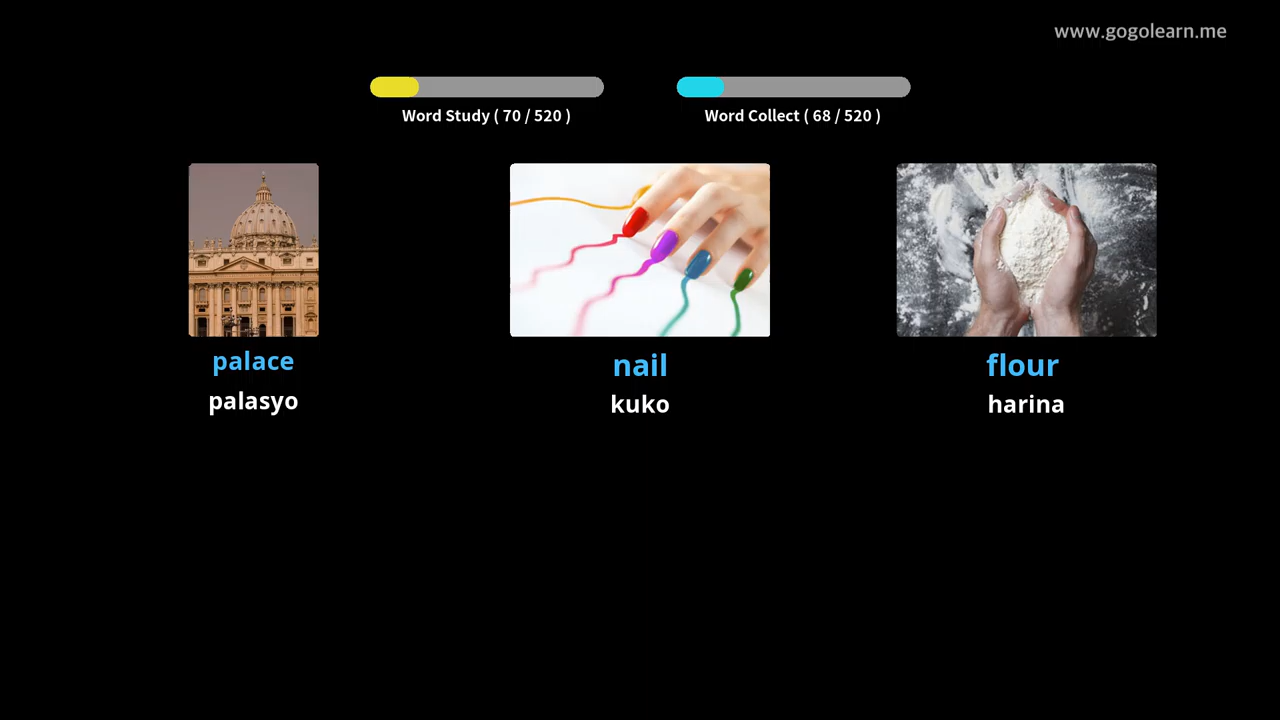 www.gogolearn.me
Word Study ( 70 / 520 )
Word Collect ( 68 / 520 )
palace
palasyo
nail
kuko
flour
harina